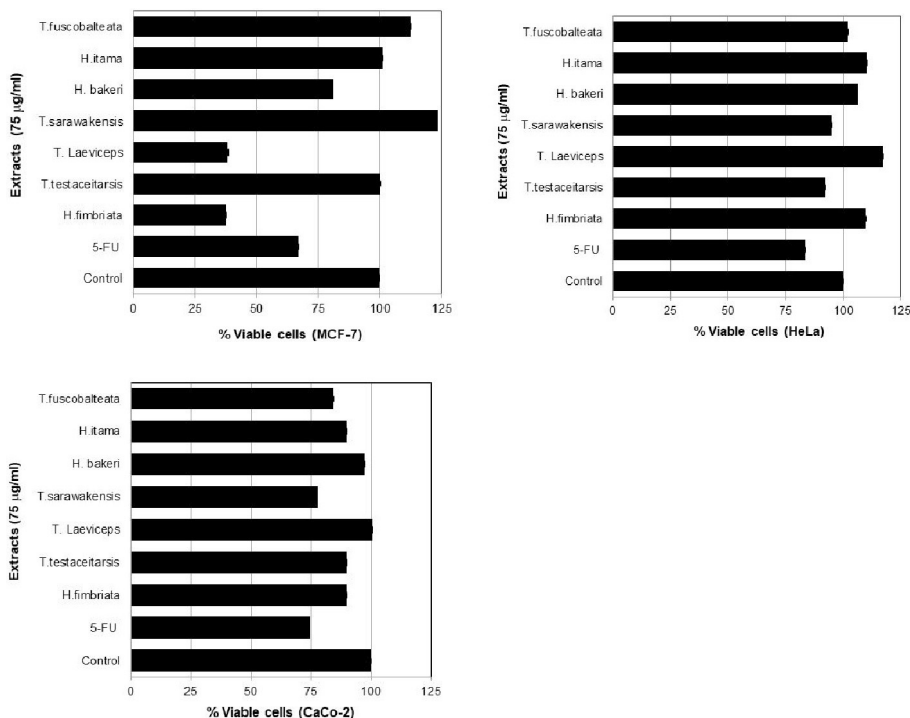 Extracts (75 µg/ml)
T.fuscobalteata
H.itama
H. bakeri
T.sarawakensis
T. Laeviceps
T.testaceitarsis
H.fimbriata
5-FU
Control
0 25 50 75 100 125
% Viable cells (MCF-7)
Extracts (75 µg/ml)
T.fuscobalteata
H.itama
H. bakeri
T.sarawakensis
T. Laeviceps
T.testaceitarsis
H.fimbriata
5-FU
Control
0 25 50 75 100 125
% Viable cells (HeLa)
Extracts (75 µg/ml)
T.fuscobalteata
H.itama
H. bakeri
T.sarawakensis
T. Laeviceps
T.testaceitarsis
H.fimbriata
5-FU
Control
0 25 50 75 100 125
% Viable cells (CaCo-2)